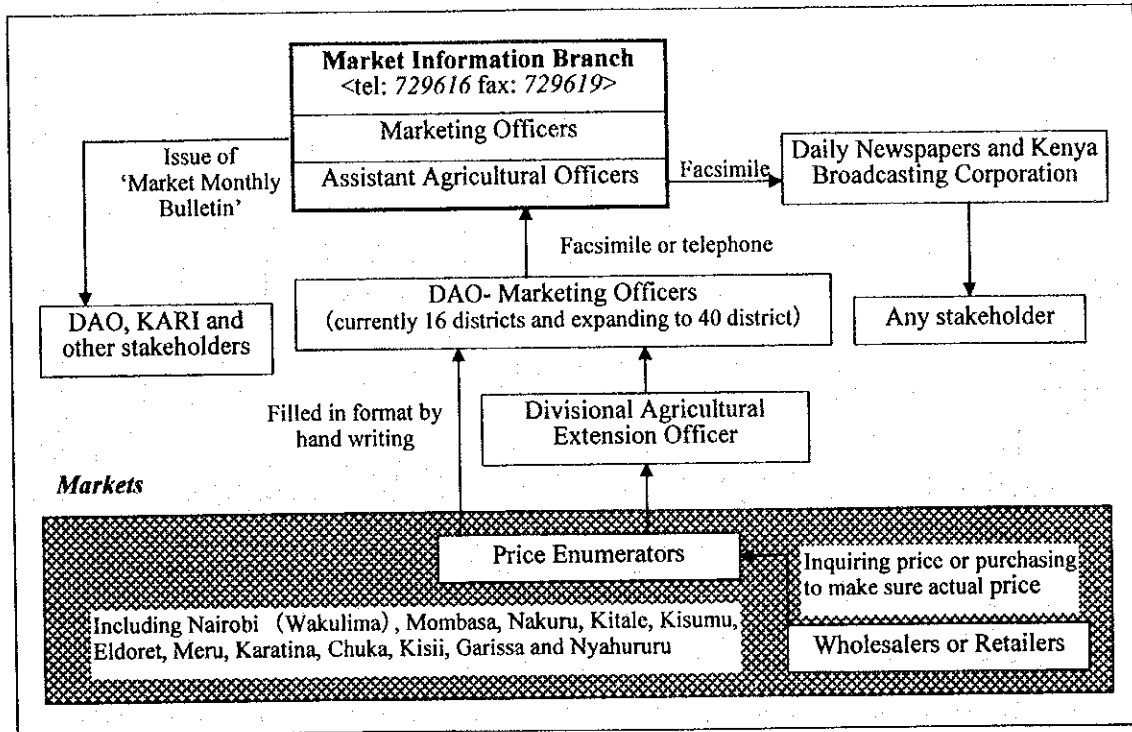 Market Information Branch
<tel: 729616 fax: 729619>
Marketing Officers
Assistant Agricultural Officers
Issue of
‘Market Monthly
Bulletin’
Facsimile
Daily Newspapers and Kenya
Broadcasting Corporation
Facsimile or telephone
DAO- Marketing Officers
(currently 16 districts and expanding to 40 district)
DAO, KARI and
other stakeholders
Any stakeholder
Filled in format by
hand writing
Divisional Agricultural
Extension Officer
Markets
Price Enumerators
Inquiring price or purchasing
to make sure actual price
Including Nairobi (Wakulima), Mombasa, Nakuru, Kitale, Kisumu,
Eldoret, Meru, Karatina, Chuka, Kisii, Garissa and Nyahururu
Wholesalers or Retailers